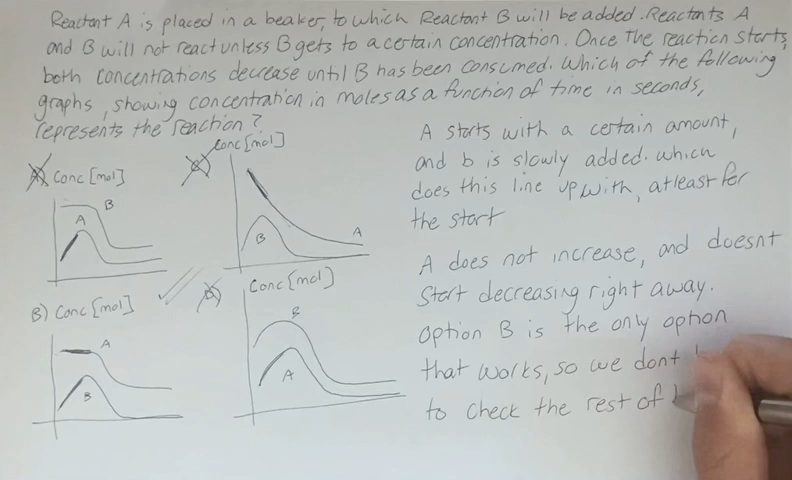 Reactant A is placed in a beaker, to which Reactant B will be added. Reactants A
and B will not react unless B gets to a certain concentration. Once the reaction starts,
both concentrations decrease until B has been consumed. Which of the following
graphs, showing concentration in moles as a function of time in seconds,
represents the reaction?
A) Conc [mol]
B
A
C) Conc [mol]
B
A
B) Conc [mol]
A
B
D) Conc [mol]
B
A
A starts with a certain amount,
and b is slowly added. which
does this line up with, atleast for
the start
A does not increase, and doesnt
start decreasing right away.
Option B is the only option
that works, so we dont
to check the rest of